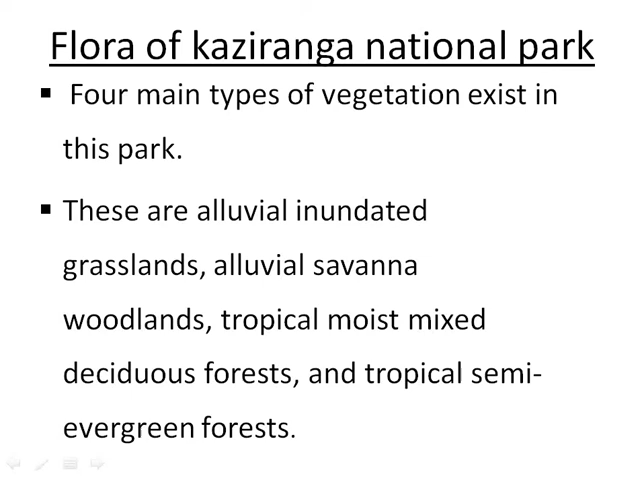 Flora of kaziranga national park
▪ Four main types of vegetation exist in
this park.
▪ These are alluvial inundated
grasslands, alluvial savanna
woodlands, tropical moist mixed
deciduous forests, and tropical semi-
evergreen forests.